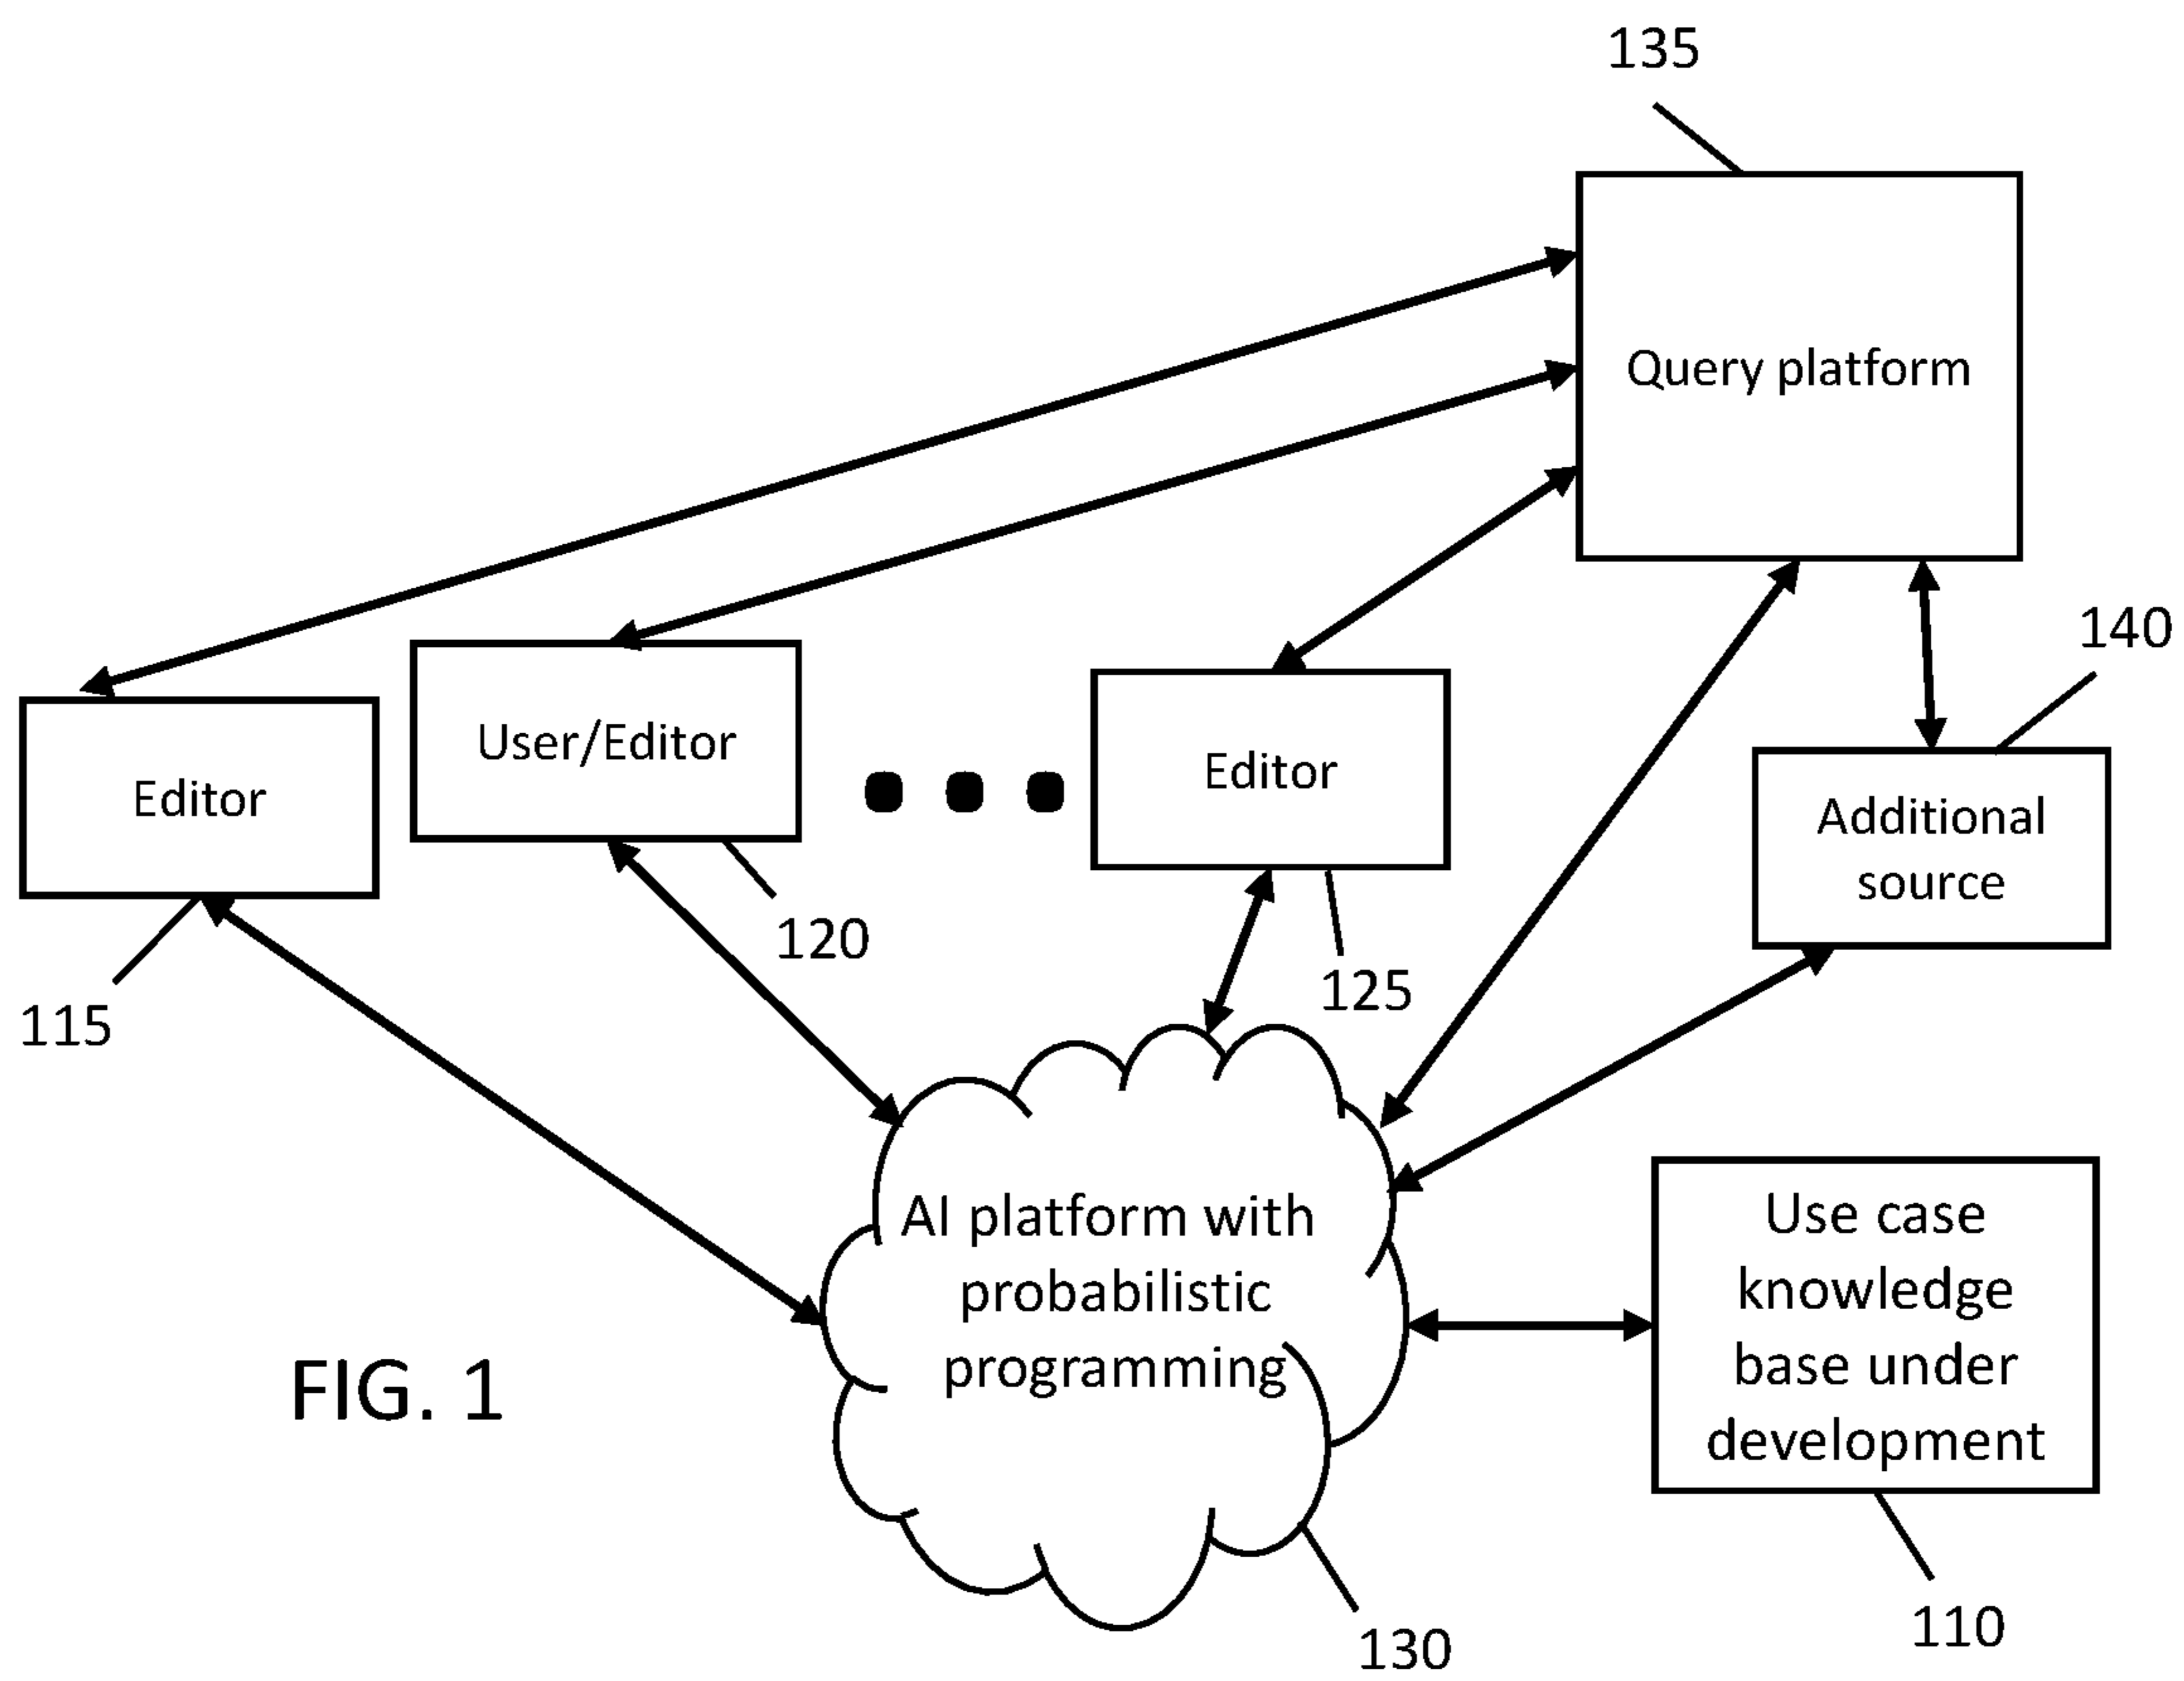 135
Query platform
140
User/Editor
Editor
Editor
Additional
source
120
125
115
AI platform with
probabilistic
programming
Use case
knowledge
base under
development
FIG. 1
130
110